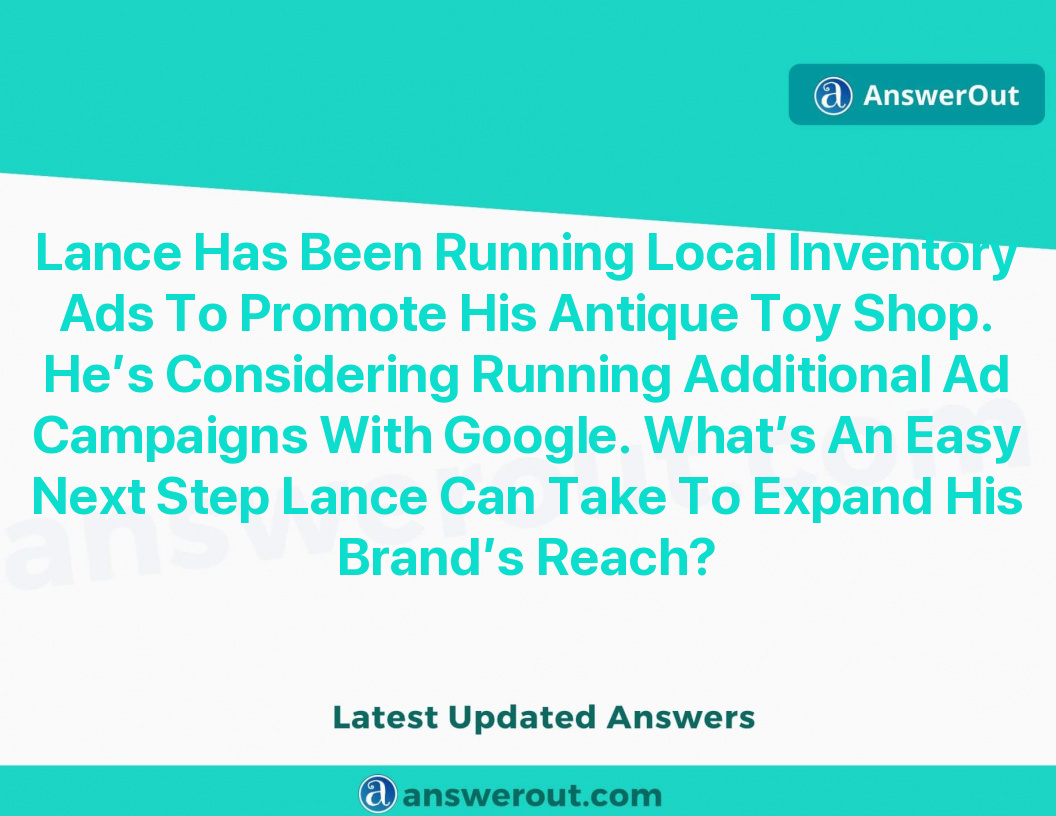 AnswerOut
Lance Has Been Running Local Inventory
Ads To Promote His Antique Toy Shop.
He’s Considering Running Additional Ad
Campaigns With Google. What’s An Easy
Next Step Lance Can Take To Expand His
Brand’s Reach?
answerout.com
Latest Updated Answers
answerout.com